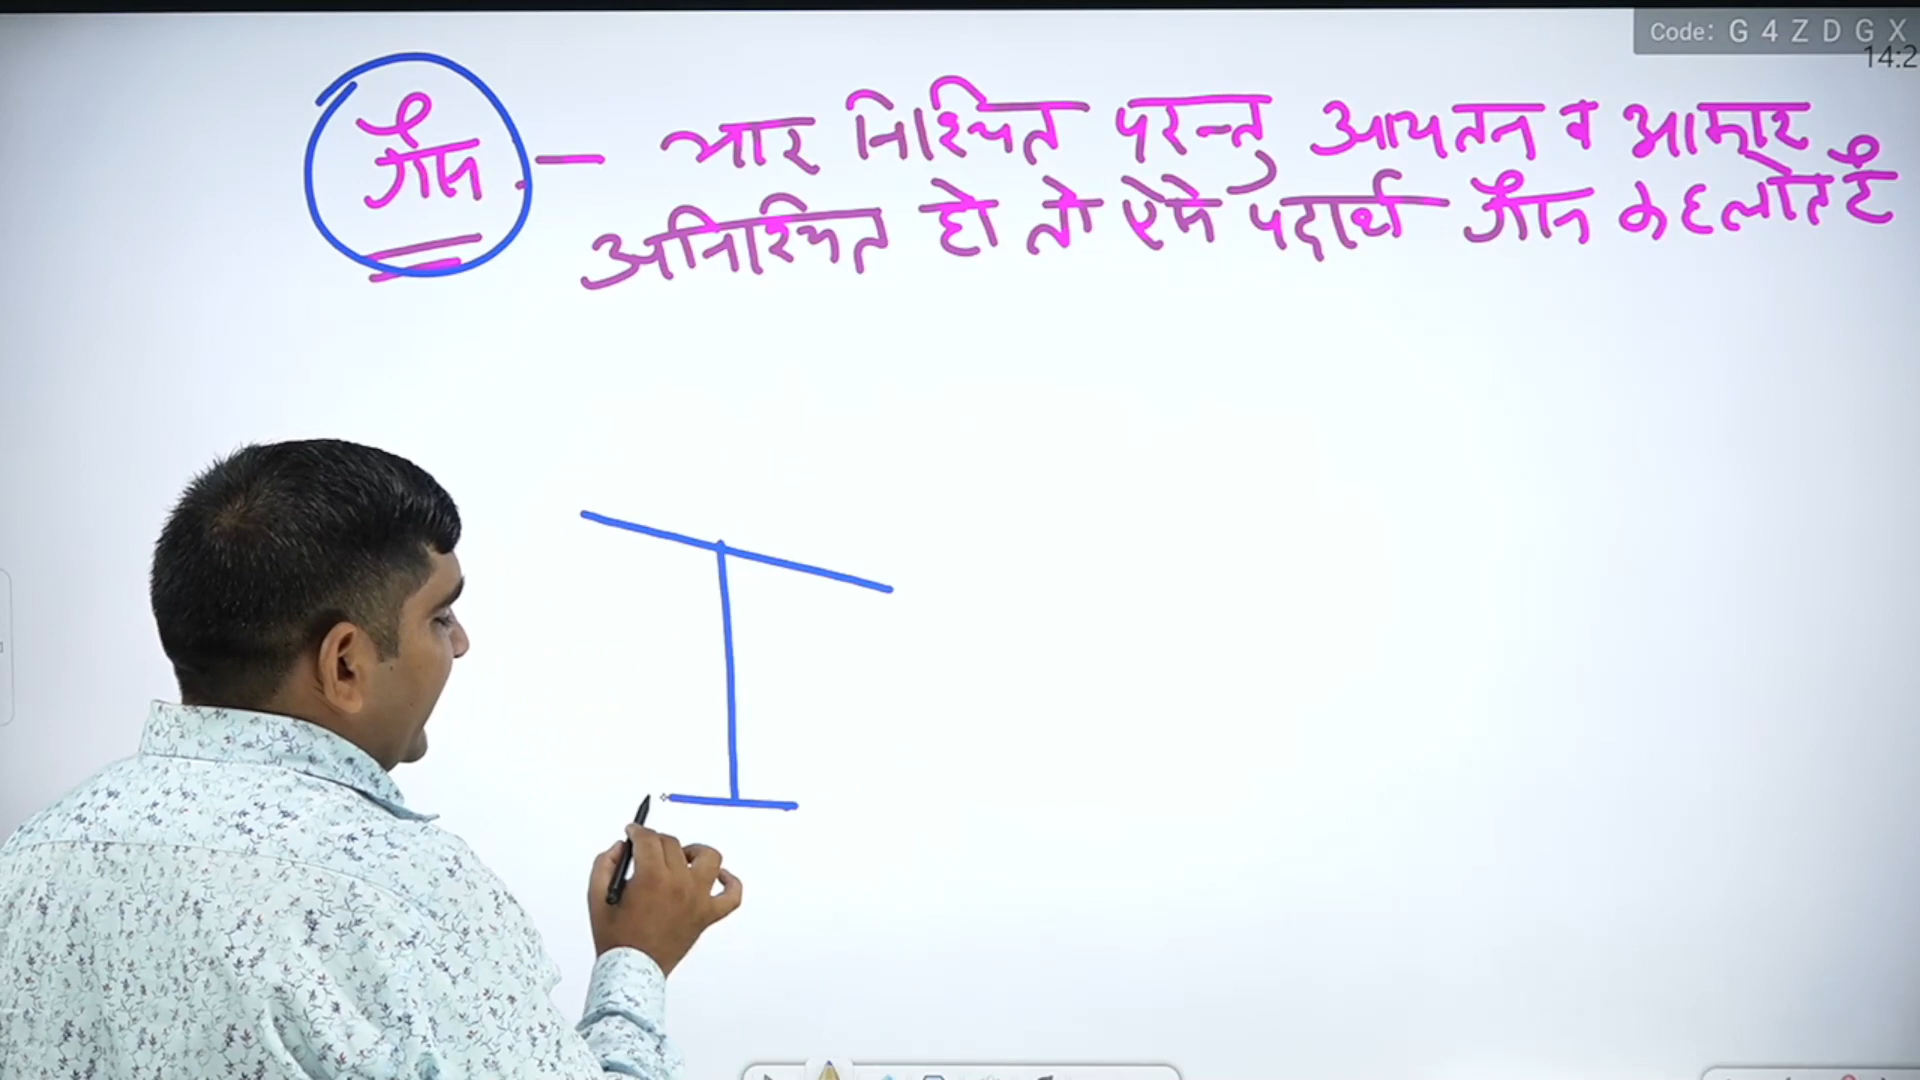 Code: G 4 Z D G X
14:2
गैस — भार निश्चित परन्तु आयतन व आकार
अनिश्चित हो तो ऐसे पदार्थ गैस कहलाते है